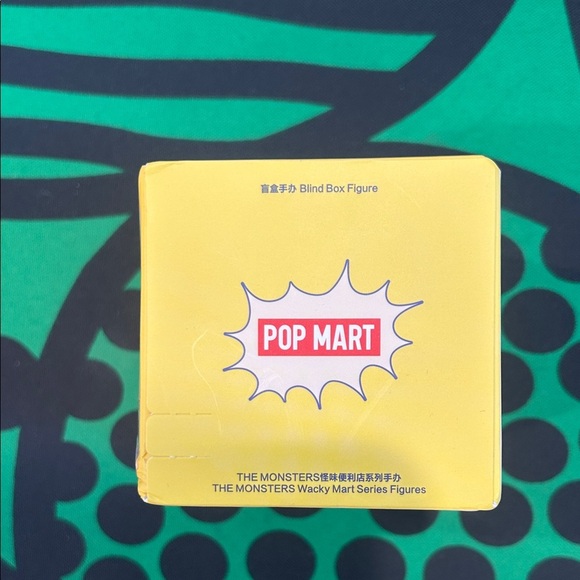 盲盒手办 Blind Box Figure
POP MART
THE MONSTERS怪味便利店系列手办
THE MONSTERS Wacky Mart Series Figures